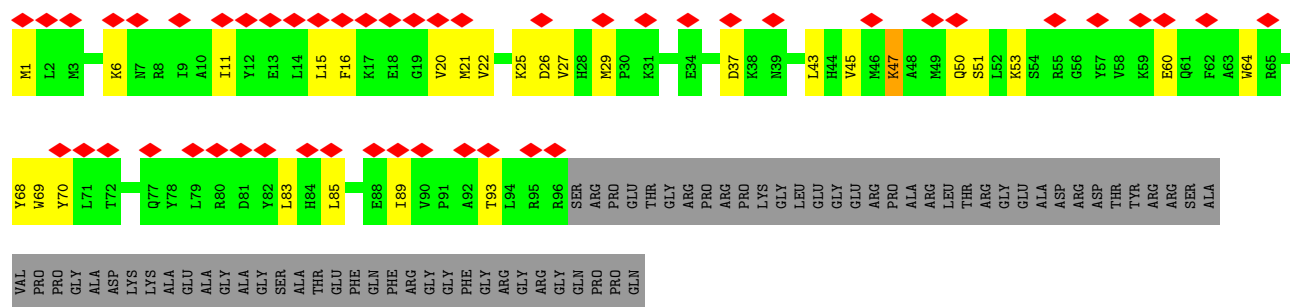 M1 L2 M3 K6 N7 R8 I9 A10 I11 Y12 E13 L14 L15 F16 K17 E18 G19 V20 M21 V22 K25 D26 V27 H28 M29 P30 K31 E34 D37 K38 N39 L43 H44 V45 M46 K47 A48 M49 Q50 S51 L52 K53 S54 R55 G56 Y57 V58 K59 E60 Q61 F62 A63 W64 R65
Y68 W69 Y70 L71 T72 Q77 Y78 L79 R80 D81 Y82 L83 H84 L85 E88 I89 V90 P91 A92 T93 L94 R95 R96 SER ARG PRO GLU THR GLY ARG PRO ARG PRO LYS GLY LEU GLU GLY GLU ARG PRO ALA ARG LEU THR ARG GLY GLU ALA ASP ARG ASP THR TYR ARG ARG SER ALA
VAL PRO PRO GLY ALA ASP LYS LYS ALA GLU ALA GLY ALA GLY SER ALA THR GLU PHE GLN PHE ARG GLY GLY PHE GLY ARG GLY ARG GLY GLN PRO PRO GLN